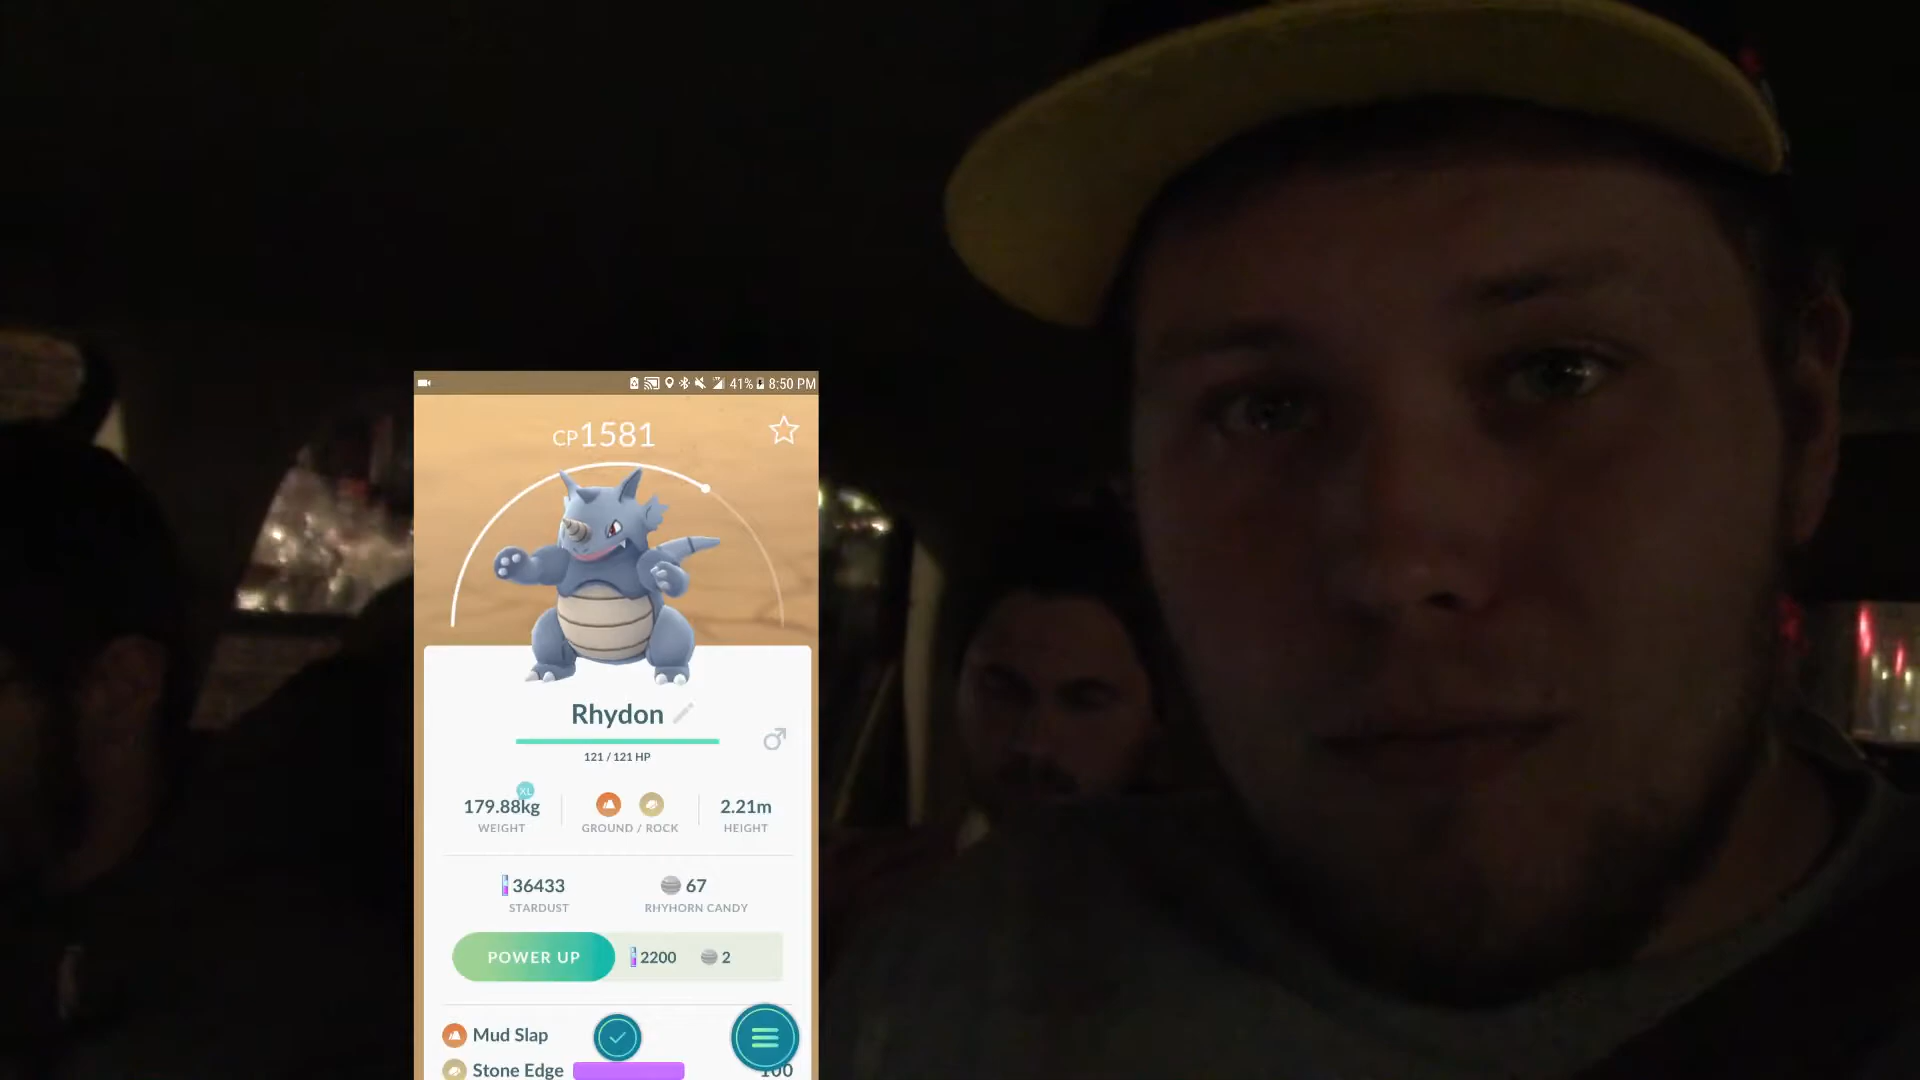 41% 8:50 PM
CP1581
Rhydon
121 / 121 HP
XL
179.88kg 2.21m
WEIGHT GROUND / ROCK HEIGHT
36433 67
STARDUST RHYHORN CANDY
POWER UP 2200 2
Mud Slap
Stone Edge 100